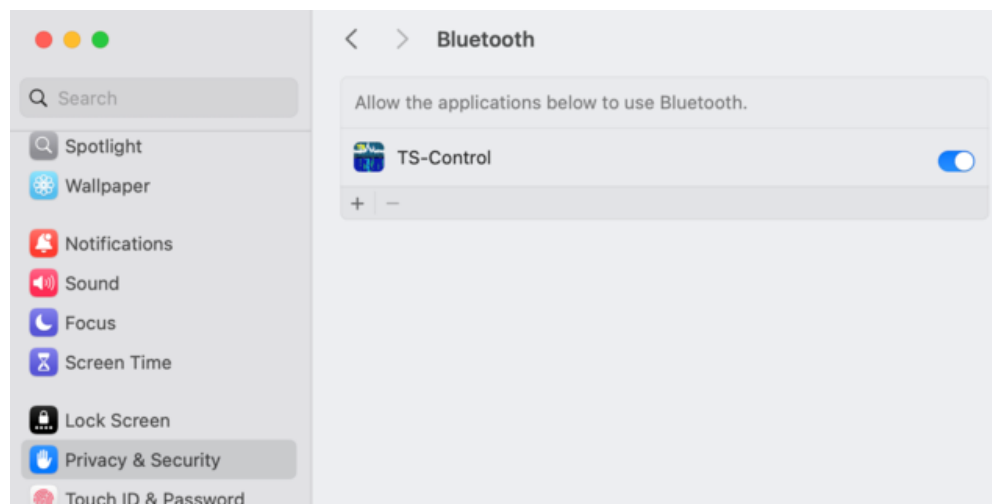 Bluetooth
Search
Allow the applications below to use Bluetooth.
Spotlight
TS-Control
Wallpaper
Notifications
Sound
Focus
Screen Time
Lock Screen
Privacy & Security
Touch ID & Password